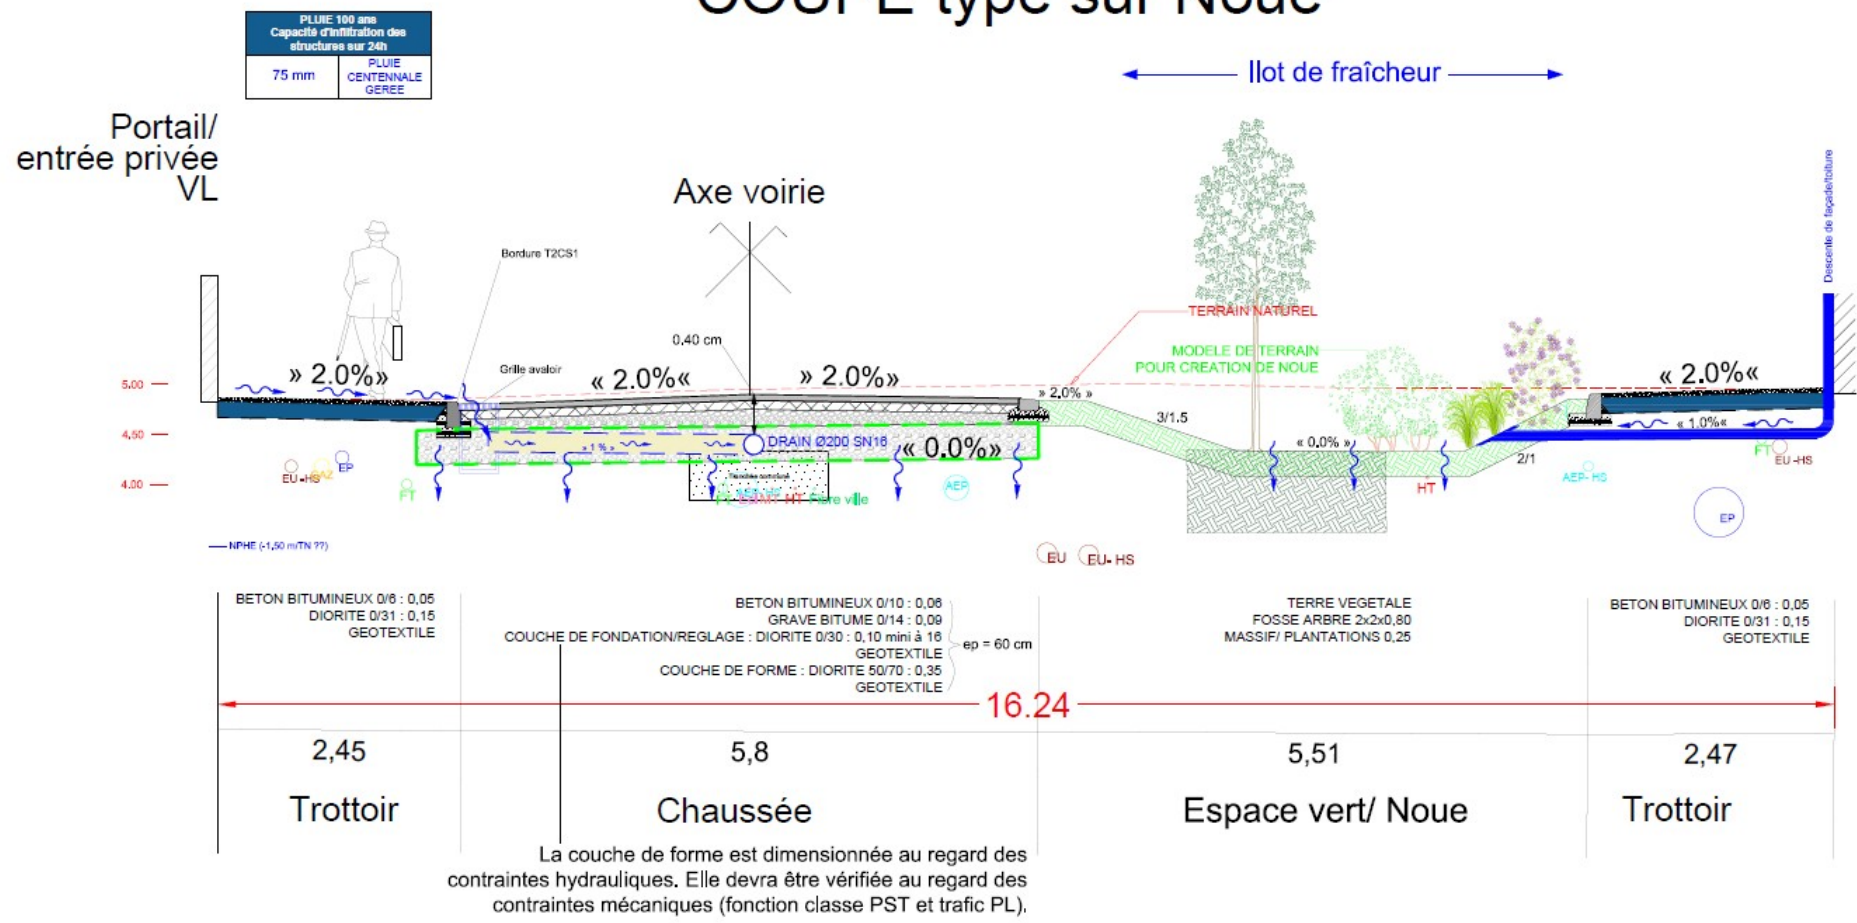 COUPE type sur Noue
PLUIE 100 ans
Capacité d'infiltration des
structures sur 24h
75 mm
PLUIE
CENTENNALE
GEREE
Ilot de fraîcheur
Portail/
entrée privée
VL
Axe voirie
Descente de façade/toiture
Bordure T2CS1
TERRAIN NATUREL
0,40 cm
MODELE DE TERRAIN
POUR CREATION DE NOUE
Grille avaloir
5.00
» 2.0%»
« 2.0%«
» 2.0%»
» 2.0% »
« 2.0%«
3/1.5
4.50
» 1% »
DRAIN Ø200 SN16
« 0.0%»
« 0.0% »
« 1.0%«
2/1
EU-HS
GAZ
EP
FT
AEP
HT
AEP- HS
FT
EU -HS
4.00
HT Fibre ville
EP
NPHE (-1,50 m/TN ??)
EU
EU- HS
BETON BITUMINEUX 0/6 : 0,05
DIORITE 0/31 : 0,15
GEOTEXTILE
BETON BITUMINEUX 0/10 : 0,06
GRAVE BITUME 0/14 : 0,09
COUCHE DE FONDATION/REGLAGE : DIORITE 0/30 : 0,10 mini à 16
GEOTEXTILE
COUCHE DE FORME : DIORITE 50/70 : 0,35
GEOTEXTILE
ep = 60 cm
TERRE VEGETALE
FOSSE ARBRE 2x2x0,80
MASSIF/ PLANTATIONS 0,25
BETON BITUMINEUX 0/6 : 0,05
DIORITE 0/31 : 0,15
GEOTEXTILE
16.24
2,45
5,8
5,51
2,47
Trottoir
Chaussée
Espace vert/ Noue
Trottoir
La couche de forme est dimensionnée au regard des
contraintes hydrauliques. Elle devra être vérifiée au regard des
contraintes mécaniques (fonction classe PST et trafic PL).